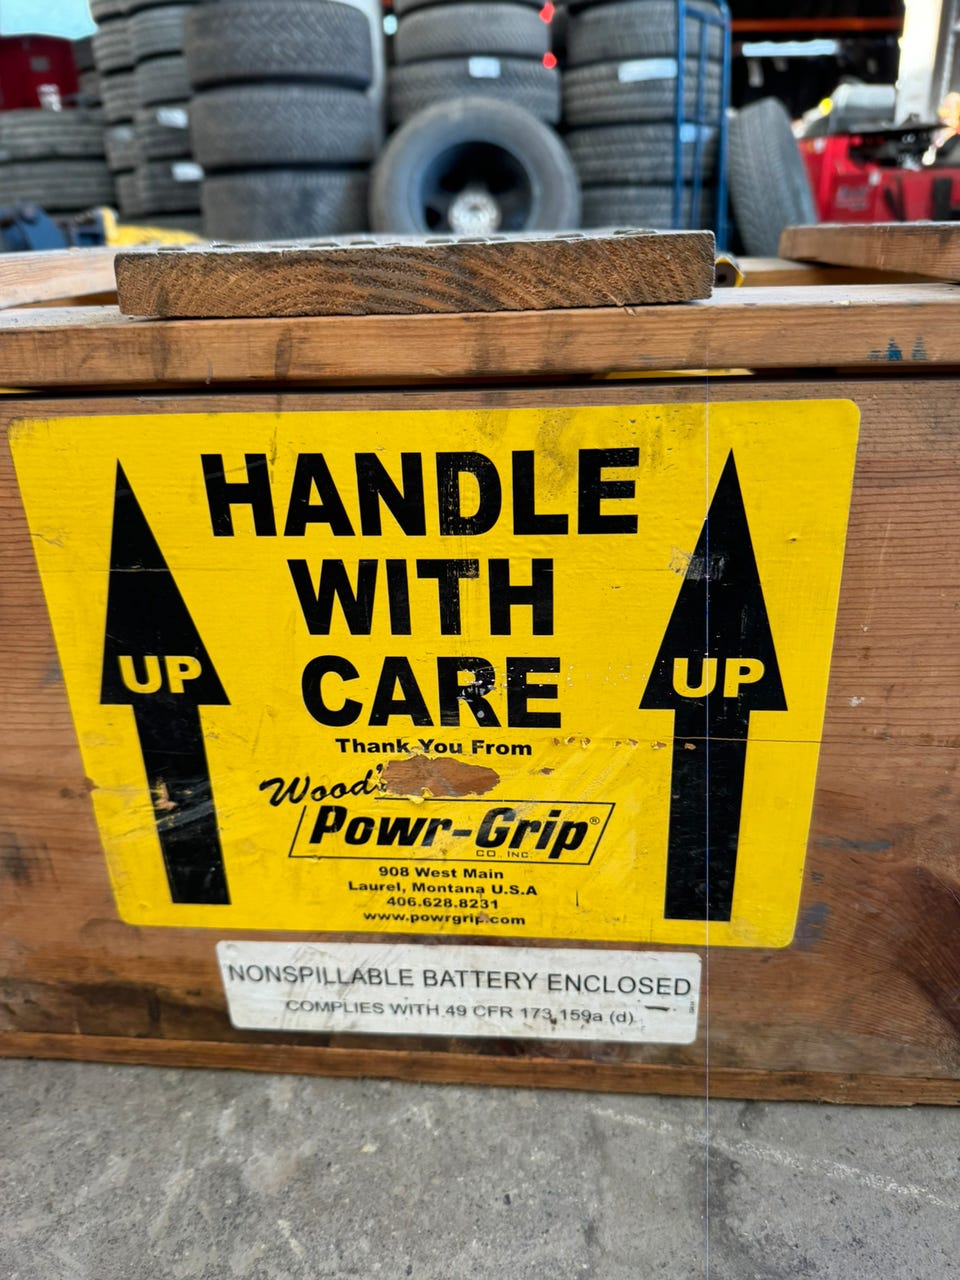 HANDLE
WITH
CARE
UP
UP
Thank You From
Wood's
Powr-Grip®
CO., INC.
908 West Main
Laurel, Montana U.S.A
406.628.8231
www.powrgrip.com
NONSPILLABLE BATTERY ENCLOSED
COMPLIES WITH 49 CFR 173.159a (d)